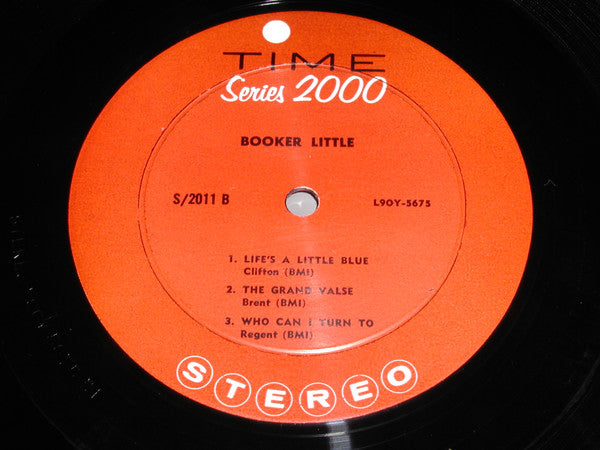 TIME
Series 2000
BOOKER LITTLE
S/2011 B
L9OY-5675
1. LIFE'S A LITTLE BLUE
Clifton (BMI)
2. THE GRAND VALSE
Brent (BMI)
3. WHO CAN I TURN TO
Regent (BMI)
STEREO